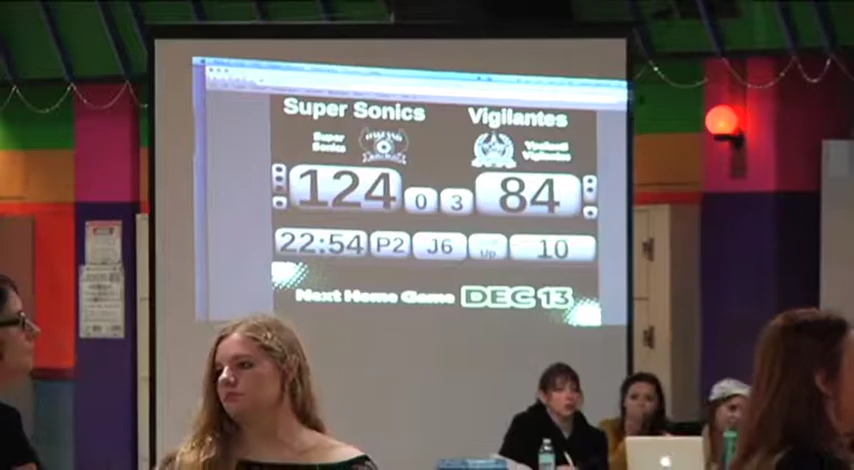 Super Sonics
Vigilantes
Super
Sonics
Ypsilanti
Vigilantes
124
0
3
84
22:54
P2
J6
Up
10
Next Home Game DEC 13